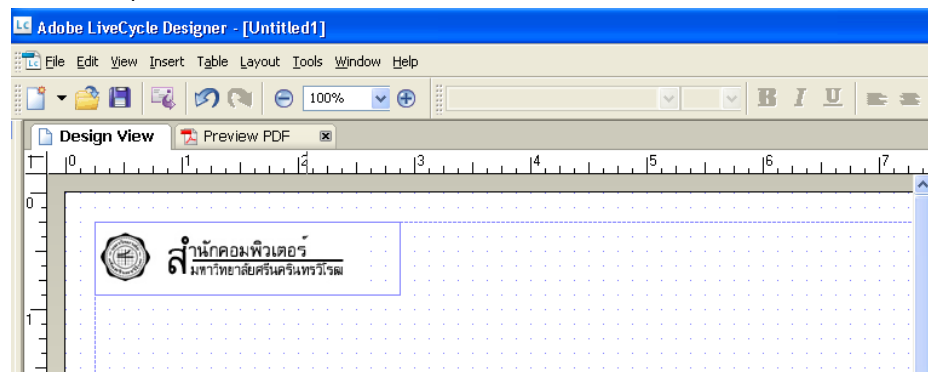 Adobe LiveCycle Designer - [Untitled1]
File Edit View Insert Table Layout Tools Window Help
100% B I U
Design View Preview PDF
0 1 2 3 4 5 6 7
0
สำนักคอมพิวเตอร์
มหาวิทยาลัยศรีนครินทรวิโรฒ
1